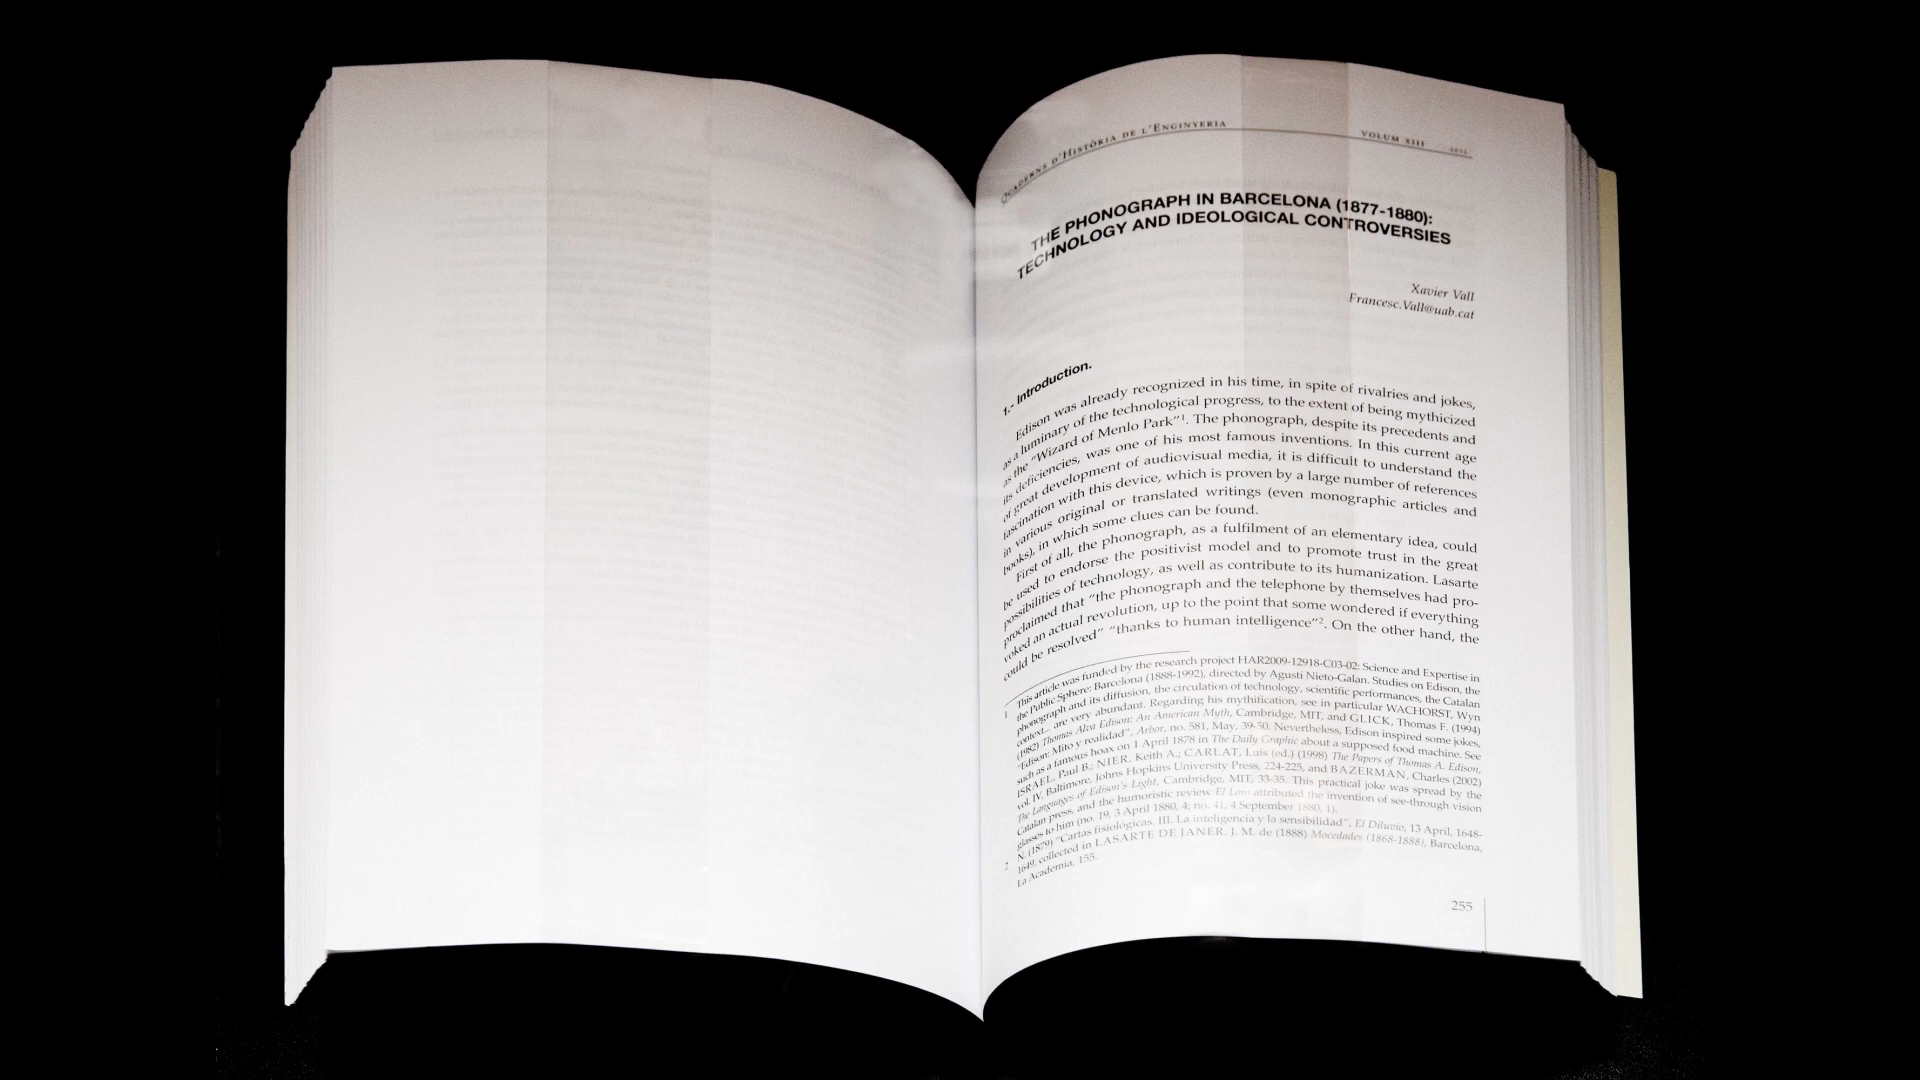 QUADERNS D'HISTÒRIA DE L'ENGINYERIA VOLUM XIII 2012
THE PHONOGRAPH IN BARCELONA (1877-1880):
TECHNOLOGY AND IDEOLOGICAL CONTROVERSIES
Xavier Vall
Francesc.Vall@uab.cat
1.- Introduction.
Edison was already recognized in his time, in spite of rivalries and jokes,
as a luminary of the technological progress, to the extent of being mythicized
as the "Wizard of Menlo Park"1. The phonograph, despite its precedents and
its deficiencies, was one of his most famous inventions. In this current age
of great development of audiovisual media, it is difficult to understand the
fascination with this device, which is proven by a large number of references
in various original or translated writings (even monographic articles and
books), in which some clues can be found.
First of all, the phonograph, as a fulfilment of an elementary idea, could
be used to endorse the positivist model and to promote trust in the great
possibilities of technology, as well as contribute to its humanization. Lasarte
proclaimed that "the phonograph and the telephone by themselves had pro-
voked an actual revolution, up to the point that some wondered if everything
could be resolved" "thanks to human intelligence"2. On the other hand, the
1 This article was funded by the research project HAR2009-12918-C03-02: Science and Expertise in
the Public Sphere: Barcelona (1888-1992), directed by Agustí Nieto-Galan. Studies on Edison, the
phonograph and its diffusion, the circulation of technology, scientific performances, the Catalan
context... are very abundant. Regarding his mythification, see in particular WACHORST, Wyn
(1982) Thomas Alva Edison: An American Myth, Cambridge, MIT, and GLICK, Thomas F. (1994)
"Edison: Mito y realidad", Arbor, no. 581, May, 39-50. Nevertheless, Edison inspired some jokes,
such as a famous hoax on 1 April 1878 in The Daily Graphic about a supposed food machine. See
ISRAEL, Paul B.; NIER, Keith A.; CARLAT, Luis (ed.) (1998) The Papers of Thomas A. Edison,
vol. IV, Baltimore, Johns Hopkins University Press, 224-225, and BAZERMAN, Charles (2002)
The Languages of Edison's Light, Cambridge, MIT, 33-35. This practical joke was spread by the
Catalan press, and the humoristic review El Loro attributed the invention of see-through vision
glasses to him (no. 19, 3 April 1880, 4; no. 41, 4 September 1880, 1).
2 N. (1879) "Cartas fisiológicas. III. La inteligencia y la sensibilidad", El Diluvio, 13 April, 1648-
1649, collected in LASARTE DE JANER, J. M. de (1888) Mocedades (1868-1888), Barcelona,
La Academia, 155.
255